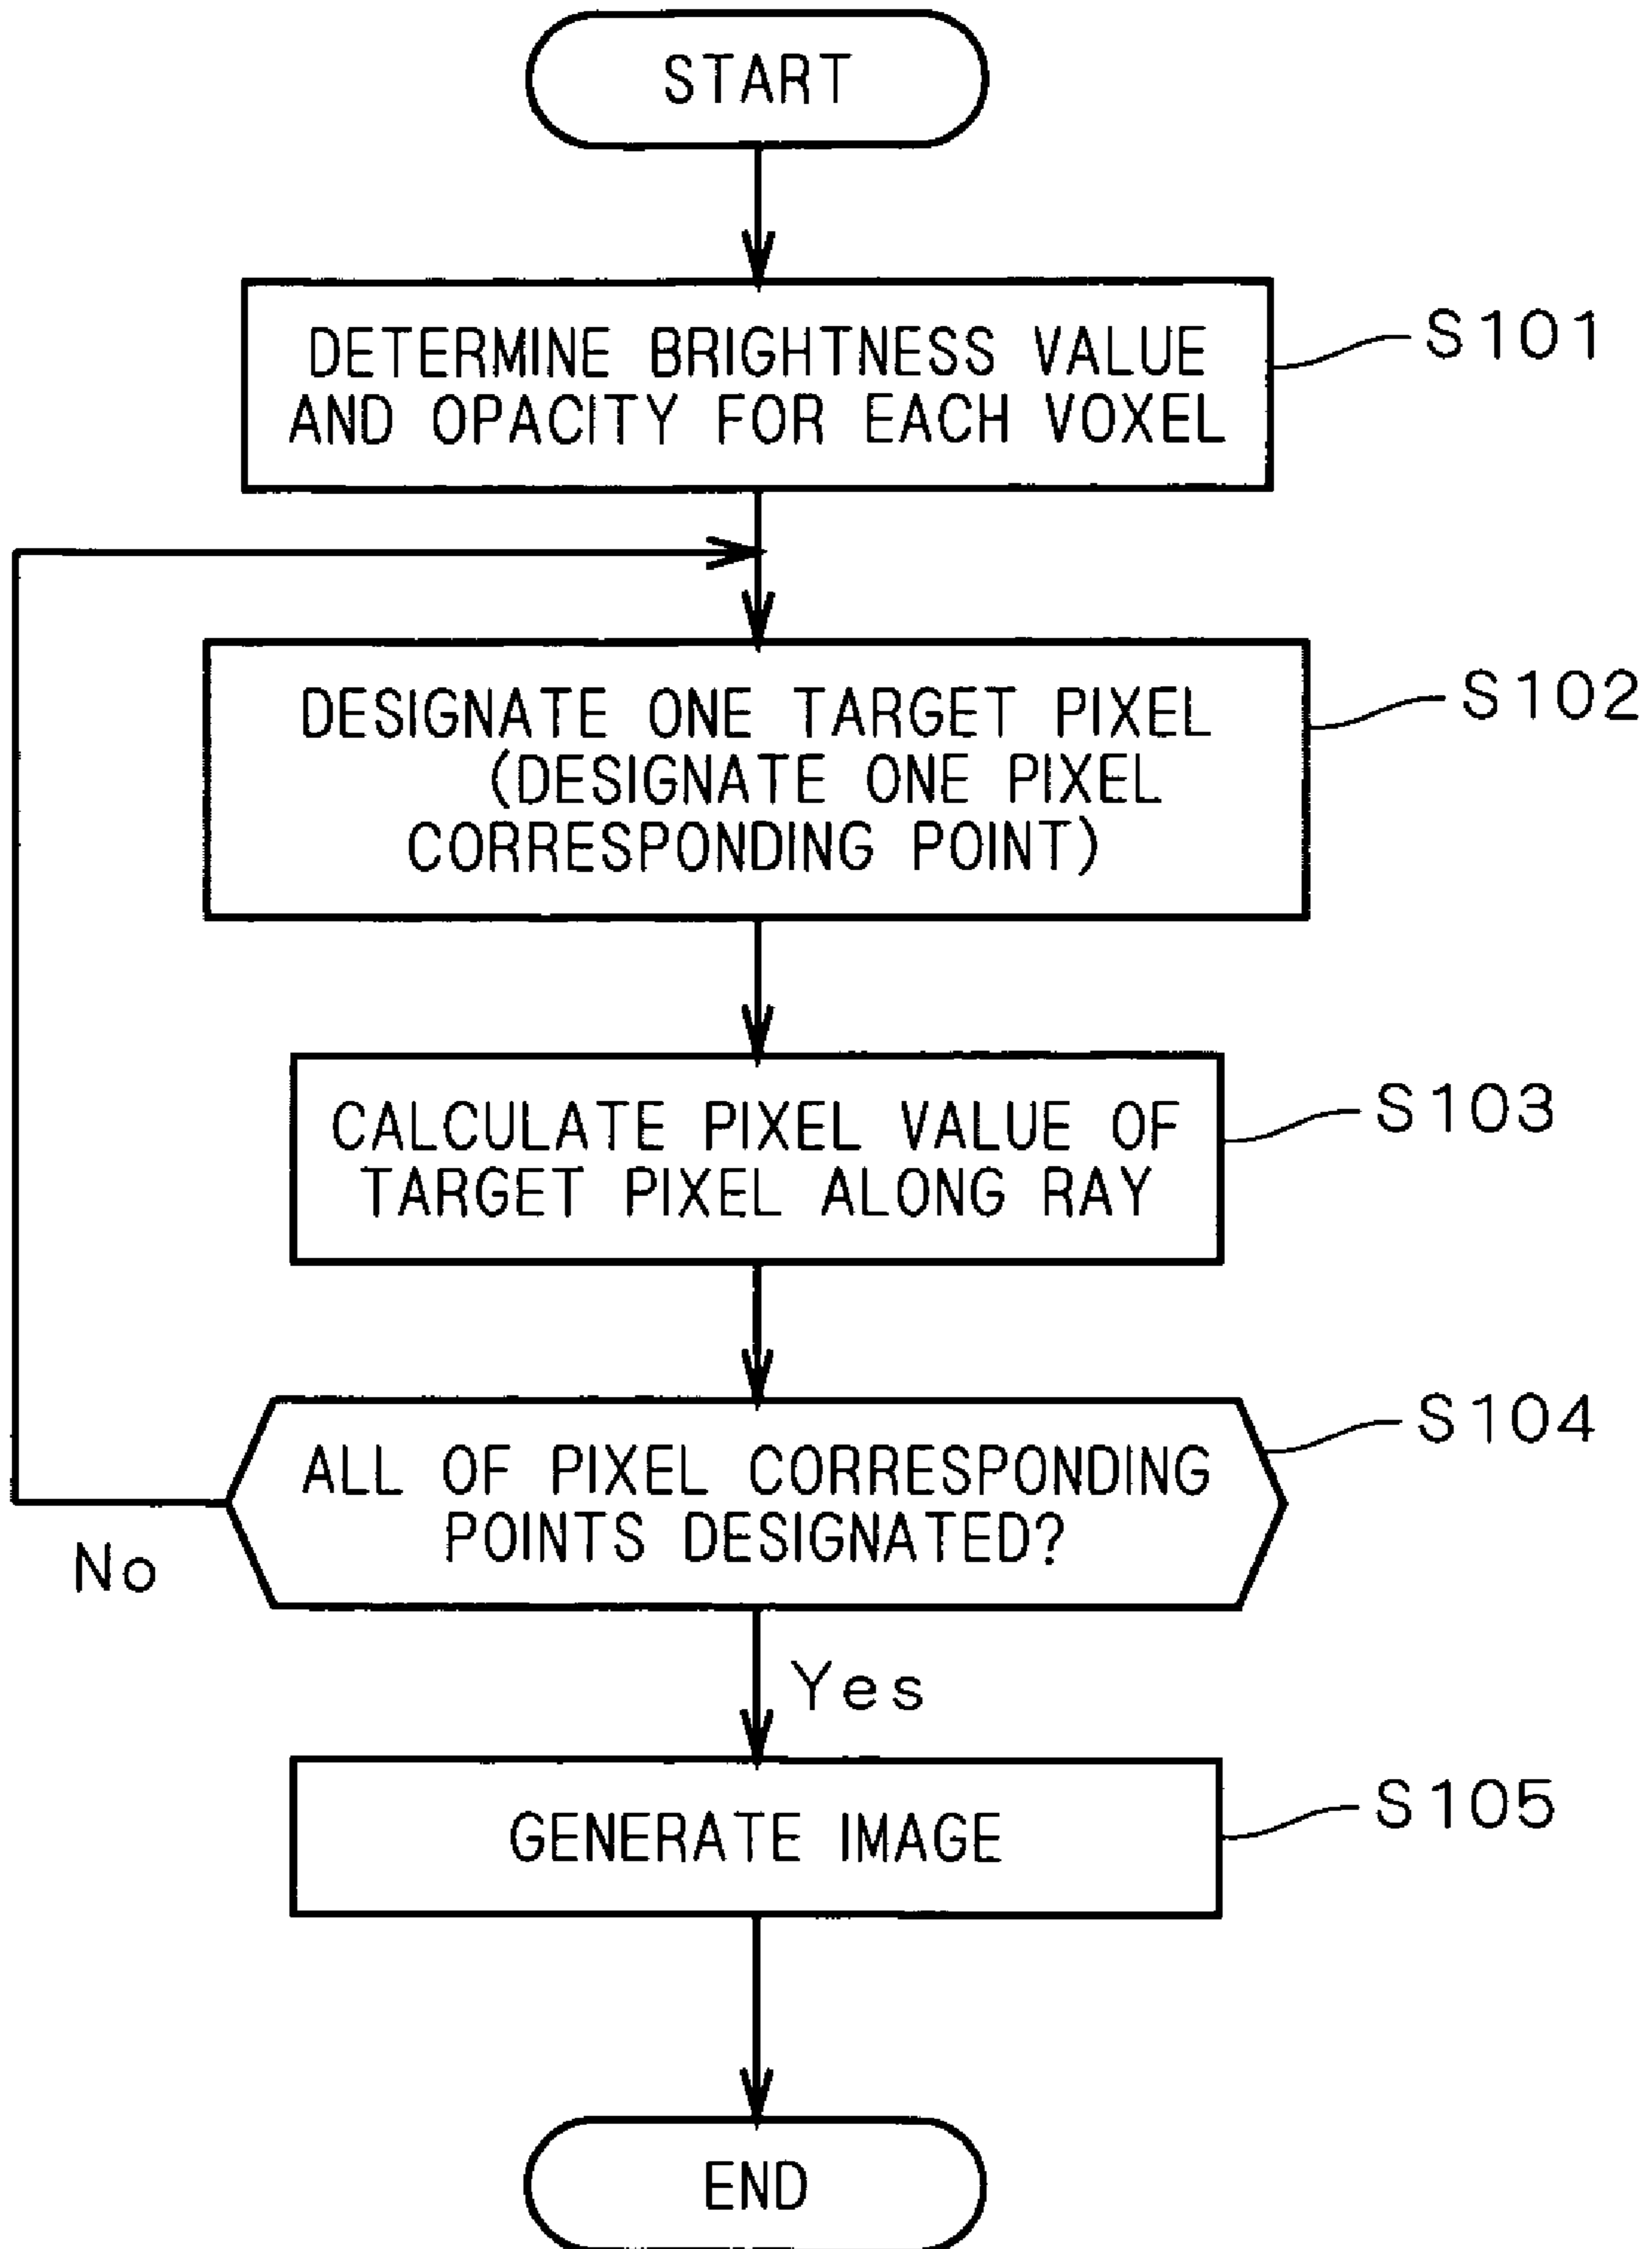 START
DETERMINE BRIGHTNESS VALUE
AND OPACITY FOR EACH VOXEL
S101
DESIGNATE ONE TARGET PIXEL
(DESIGNATE ONE PIXEL
CORRESPONDING POINT)
S102
CALCULATE PIXEL VALUE OF
TARGET PIXEL ALONG RAY
S103
ALL OF PIXEL CORRESPONDING
POINTS DESIGNATED?
S104
No
Yes
GENERATE IMAGE
S105
END